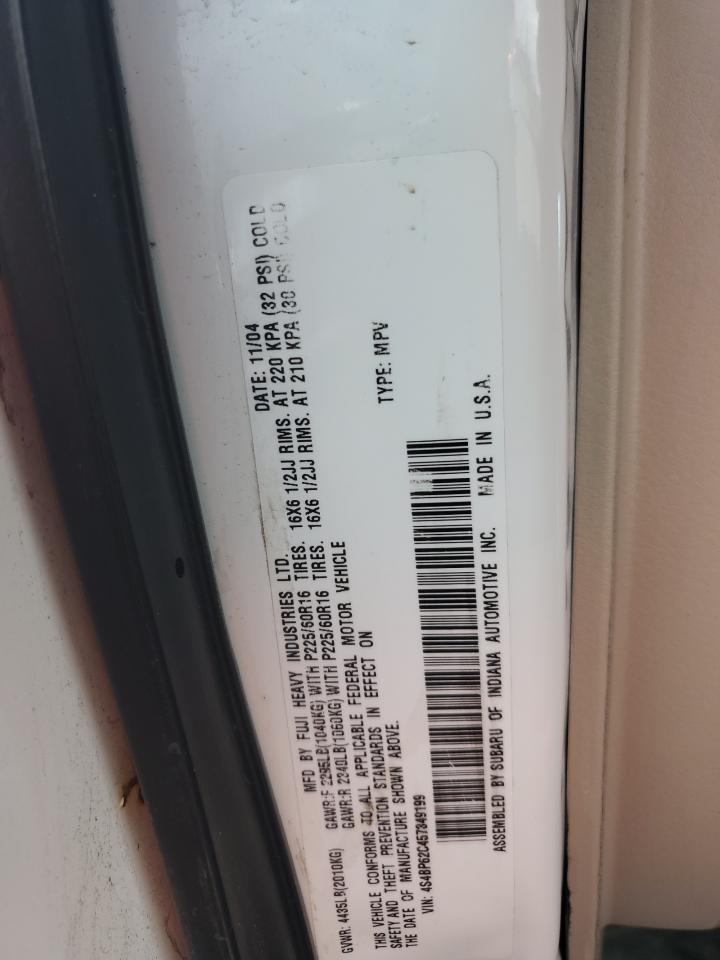 MFD BY FUJI HEAVY INDUSTRIES LTD. DATE: 11/04
GAWR:F 2295LB(1040KG) WITH P225/60R16 TIRES. 16X6 1/2JJ RIMS. AT 220 KPA (32 PSI) COLD
GVWR: 4435LB(2010KG) GAWR:R 2340LB(1060KG) WITH P225/60R16 TIRES. 16X6 1/2JJ RIMS. AT 210 KPA (30 PSI) COLD
THIS VEHICLE CONFORMS TO ALL APPLICABLE FEDERAL MOTOR VEHICLE
SAFETY AND THEFT PREVENTION STANDARDS IN EFFECT ON
THE DATE OF MANUFACTURE SHOWN ABOVE. TYPE: MPV
VIN: 4S4BP62C457349199
ASSEMBLED BY SUBARU OF INDIANA AUTOMOTIVE INC. MADE IN U.S.A.